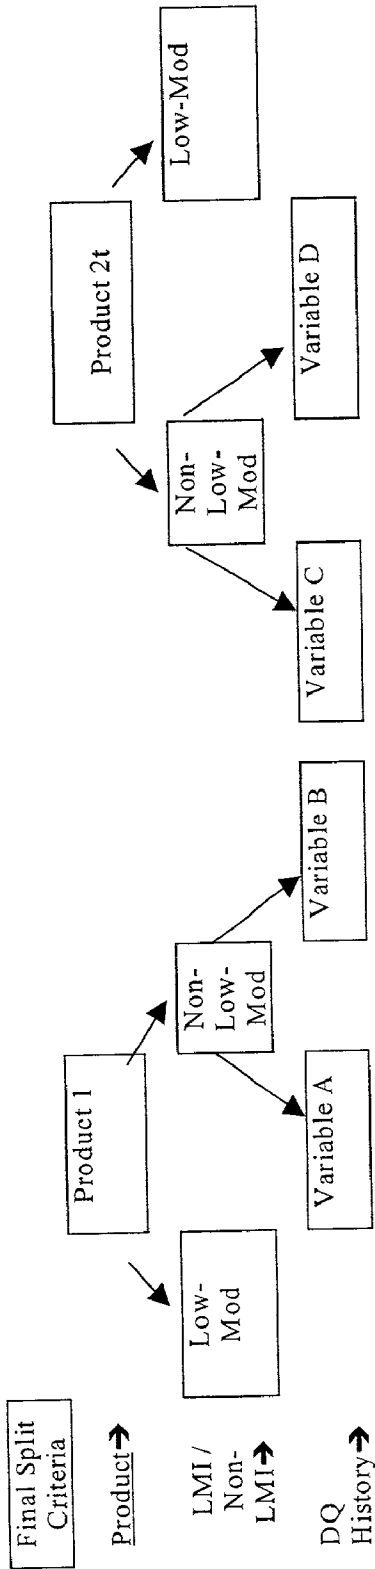 Final Split
Criteria
Product→
Product 1
Product 2t
LMI /
Non-
LMI→
Low-
Mod
Non-
Low-
Mod
Non-
Low-
Mod
Low-Mod
DQ
History→
Variable A
Variable B
Variable C
Variable D